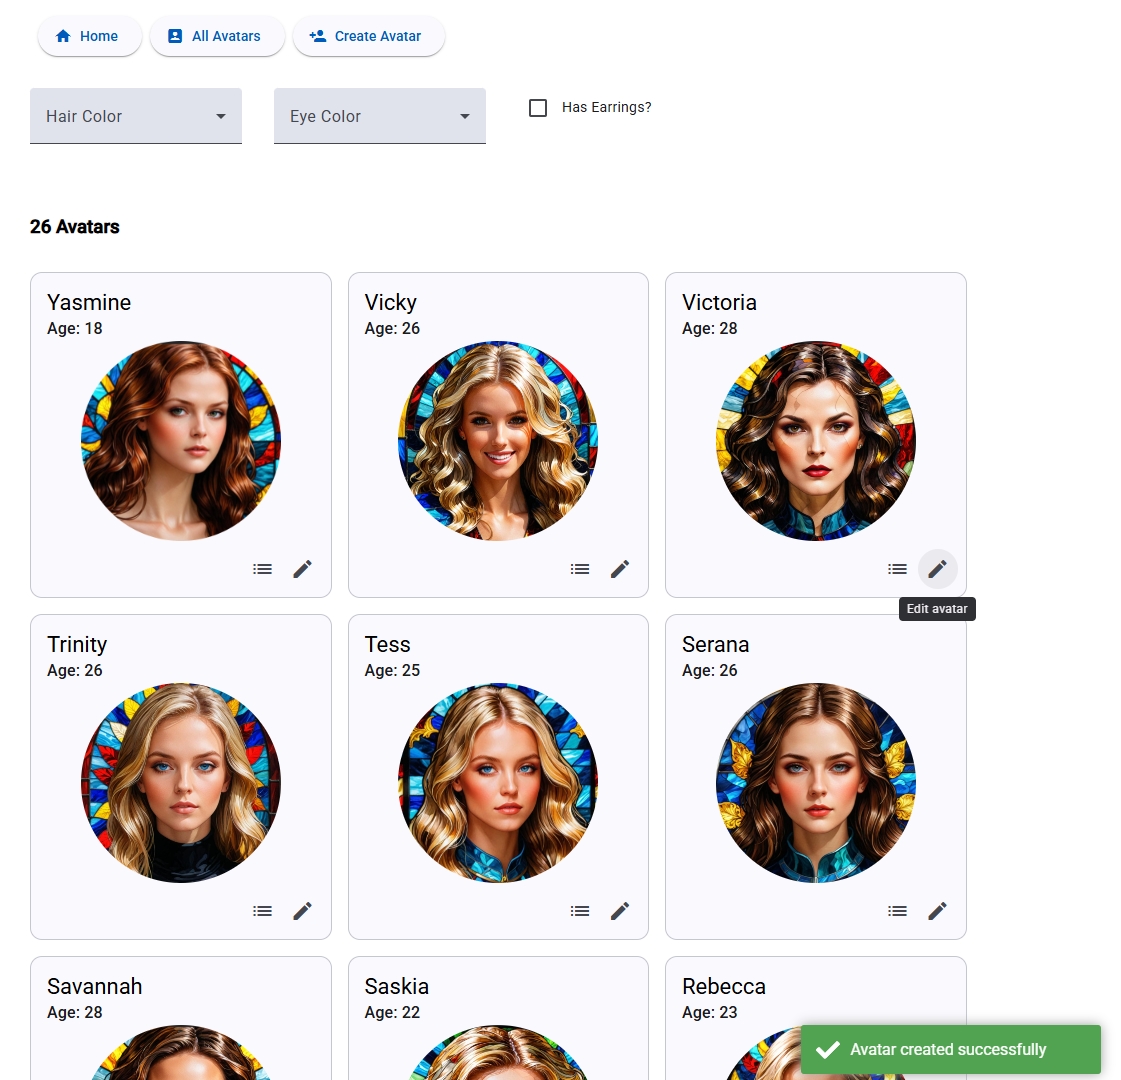 Home
All Avatars
Create Avatar
Hair Color
Eye Color
Has Earrings?
26 Avatars
Yasmine
Age: 18
Vicky
Age: 26
Victoria
Age: 28
Edit avatar
Trinity
Age: 26
Tess
Age: 25
Serana
Age: 26
Savannah
Age: 28
Saskia
Age: 22
Rebecca
Age: 23
Avatar created successfully